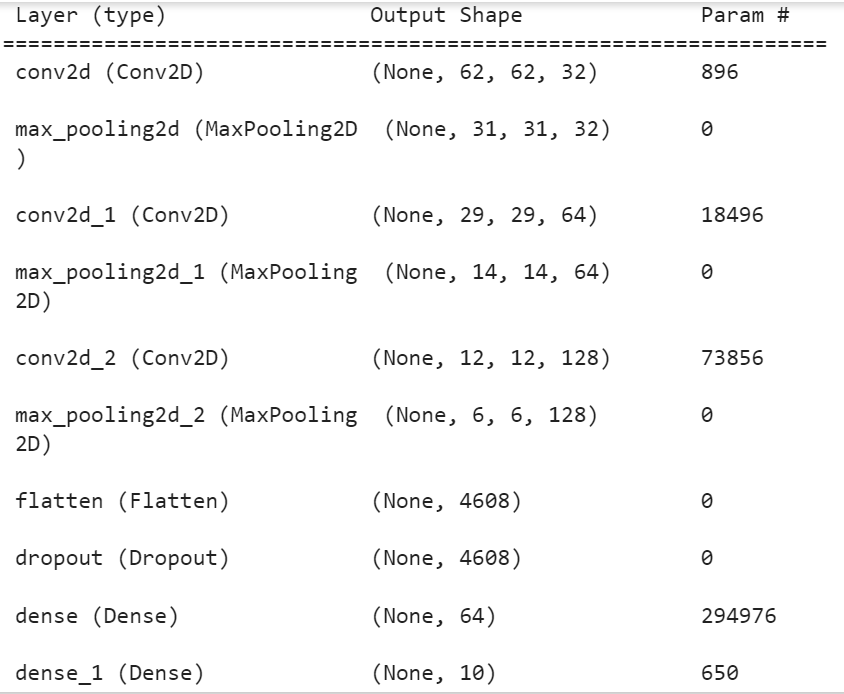 Layer (type) Output Shape Param #
=================================================================
conv2d (Conv2D) (None, 62, 62, 32) 896
max_pooling2d (MaxPooling2D (None, 31, 31, 32) 0
)
conv2d_1 (Conv2D) (None, 29, 29, 64) 18496
max_pooling2d_1 (MaxPooling (None, 14, 14, 64) 0
2D)
conv2d_2 (Conv2D) (None, 12, 12, 128) 73856
max_pooling2d_2 (MaxPooling (None, 6, 6, 128) 0
2D)
flatten (Flatten) (None, 4608) 0
dropout (Dropout) (None, 4608) 0
dense (Dense) (None, 64) 294976
dense_1 (Dense) (None, 10) 650